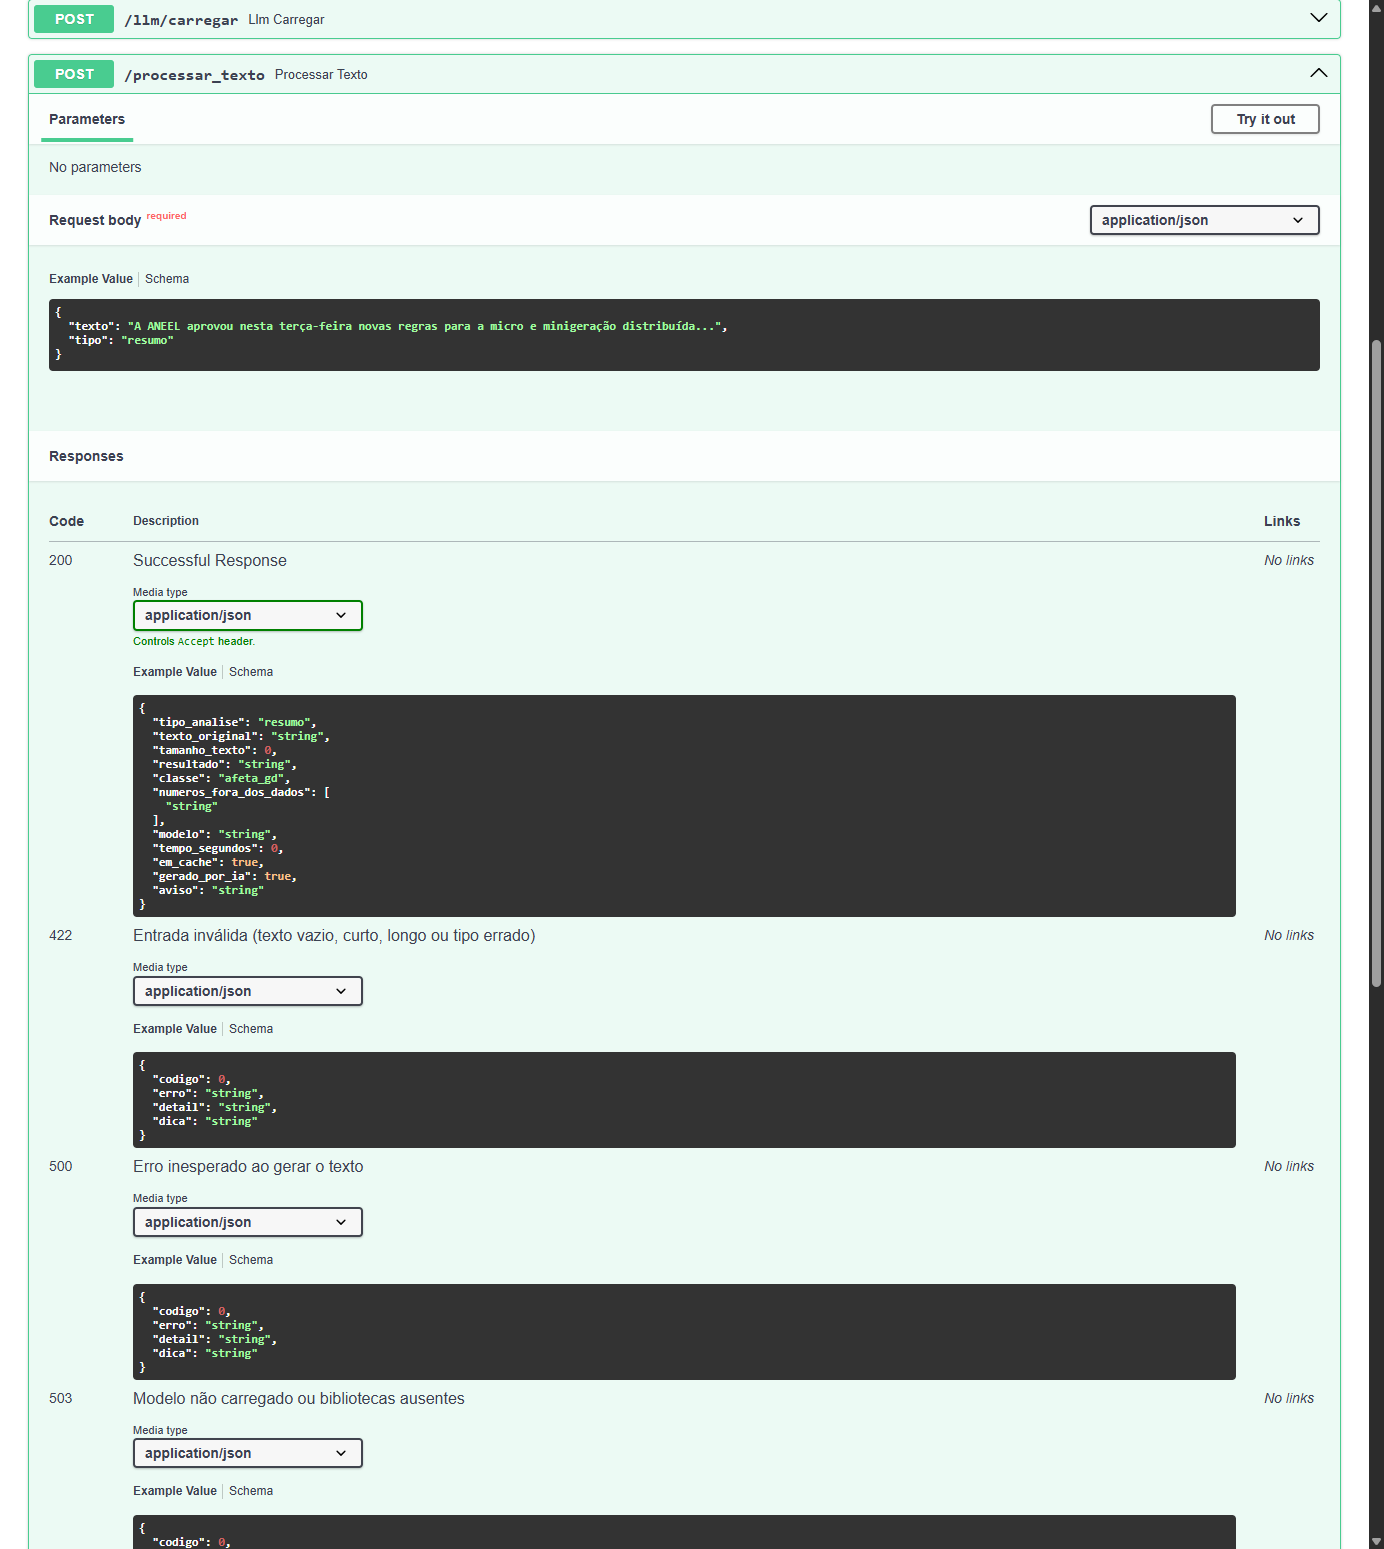 POST /llm/carregar Llm Carregar
POST /processar_texto Processar Texto
Parameters
Try it out
No parameters
Request body required
application/json
Example Value Schema
{
"texto": "A ANEEL aprovou nesta terça-feira novas regras para a micro e minigeração distribuída...",
"tipo": "resumo"
}
Responses
Code Description Links
200 Successful Response No links
Media type
application/json
Controls Accept header.
Example Value Schema
{
"tipo_analise": "resumo",
"texto_original": "string",
"tamanho_texto": 0,
"resultado": "string",
"classe": "afeta_gd",
"numeros_fora_dos_dados": [
"string"
],
"modelo": "string",
"tempo_segundos": 0,
"em_cache": true,
"gerado_por_ia": true,
"aviso": "string"
}
422 Entrada inválida (texto vazio, curto, longo ou tipo errado) No links
Media type
application/json
Example Value Schema
{
"codigo": 0,
"erro": "string",
"detail": "string",
"dica": "string"
}
500 Erro inesperado ao gerar o texto No links
Media type
application/json
Example Value Schema
{
"codigo": 0,
"erro": "string",
"detail": "string",
"dica": "string"
}
503 Modelo não carregado ou bibliotecas ausentes No links
Media type
application/json
Example Value Schema
{
"codigo": 0,